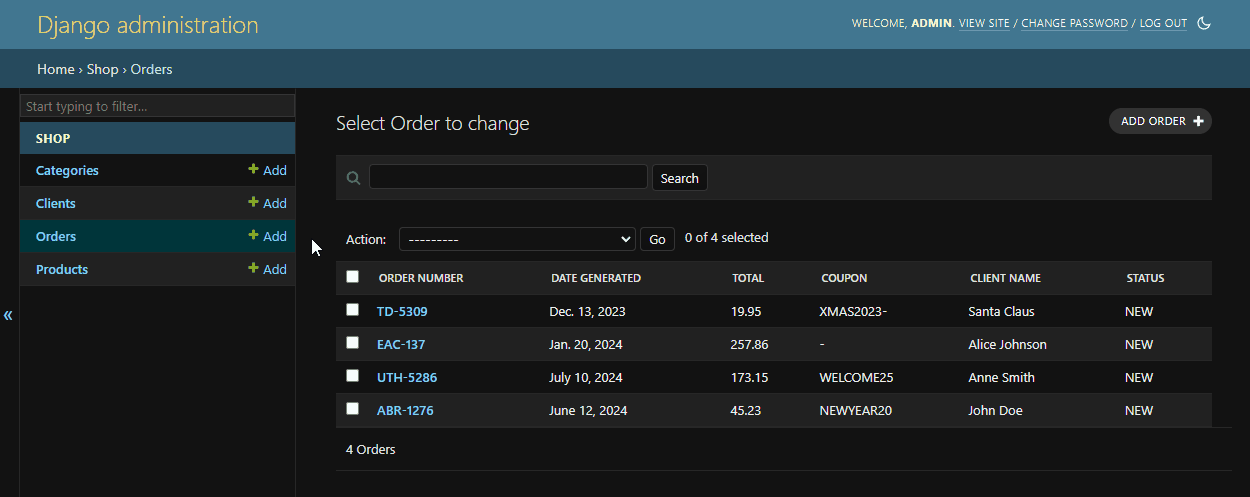 Django administration
WELCOME, ADMIN. VIEW SITE / CHANGE PASSWORD / LOG OUT
Home › Shop › Orders
Start typing to filter...
SHOP
Categories + Add
Clients + Add
Orders + Add
Products + Add
«
Select Order to change
ADD ORDER +
Search
Action: --------- Go 0 of 4 selected
ORDER NUMBER DATE GENERATED TOTAL COUPON CLIENT NAME STATUS
TD-5309 Dec. 13, 2023 19.95 XMAS2023- Santa Claus NEW
EAC-137 Jan. 20, 2024 257.86 - Alice Johnson NEW
UTH-5286 July 10, 2024 173.15 WELCOME25 Anne Smith NEW
ABR-1276 June 12, 2024 45.23 NEWYEAR20 John Doe NEW
4 Orders